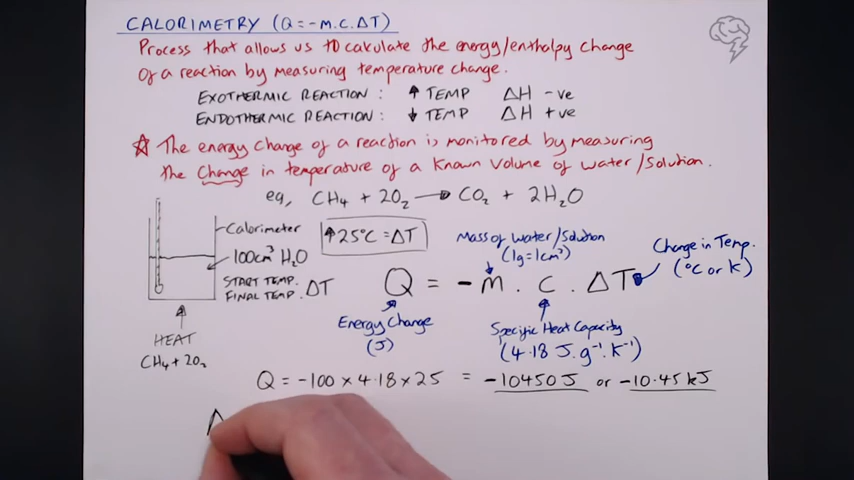 CALORIMETRY (Q = -M.C.ΔT)
Process that allows us to calculate the energy/enthalpy change
of a reaction by measuring temperature change.
EXOTHERMIC REACTION : ↑ TEMP ΔH -ve
ENDOTHERMIC REACTION : ↓ TEMP ΔH +ve
☆ The energy change of a reaction is monitored by measuring
the change in temperature of a known volume of water/solution.
eg, CH₄ + 2O₂ → CO₂ + 2H₂O
Calorimeter
100cm³ H₂O
START TEMP.
FINAL TEMP. ΔT
HEAT
CH₄ + 2O₂
↑25°C = ΔT
Mass of water/solution
(1g = 1cm³)
Change in Temp.
(°C or K)
Q = -m . c . ΔT
Energy Change
(J)
Specific Heat Capacity
(4.18 J.g⁻¹.K⁻¹)
Q = -100 × 4.18 × 25 = -10450 J or -10.45 kJ